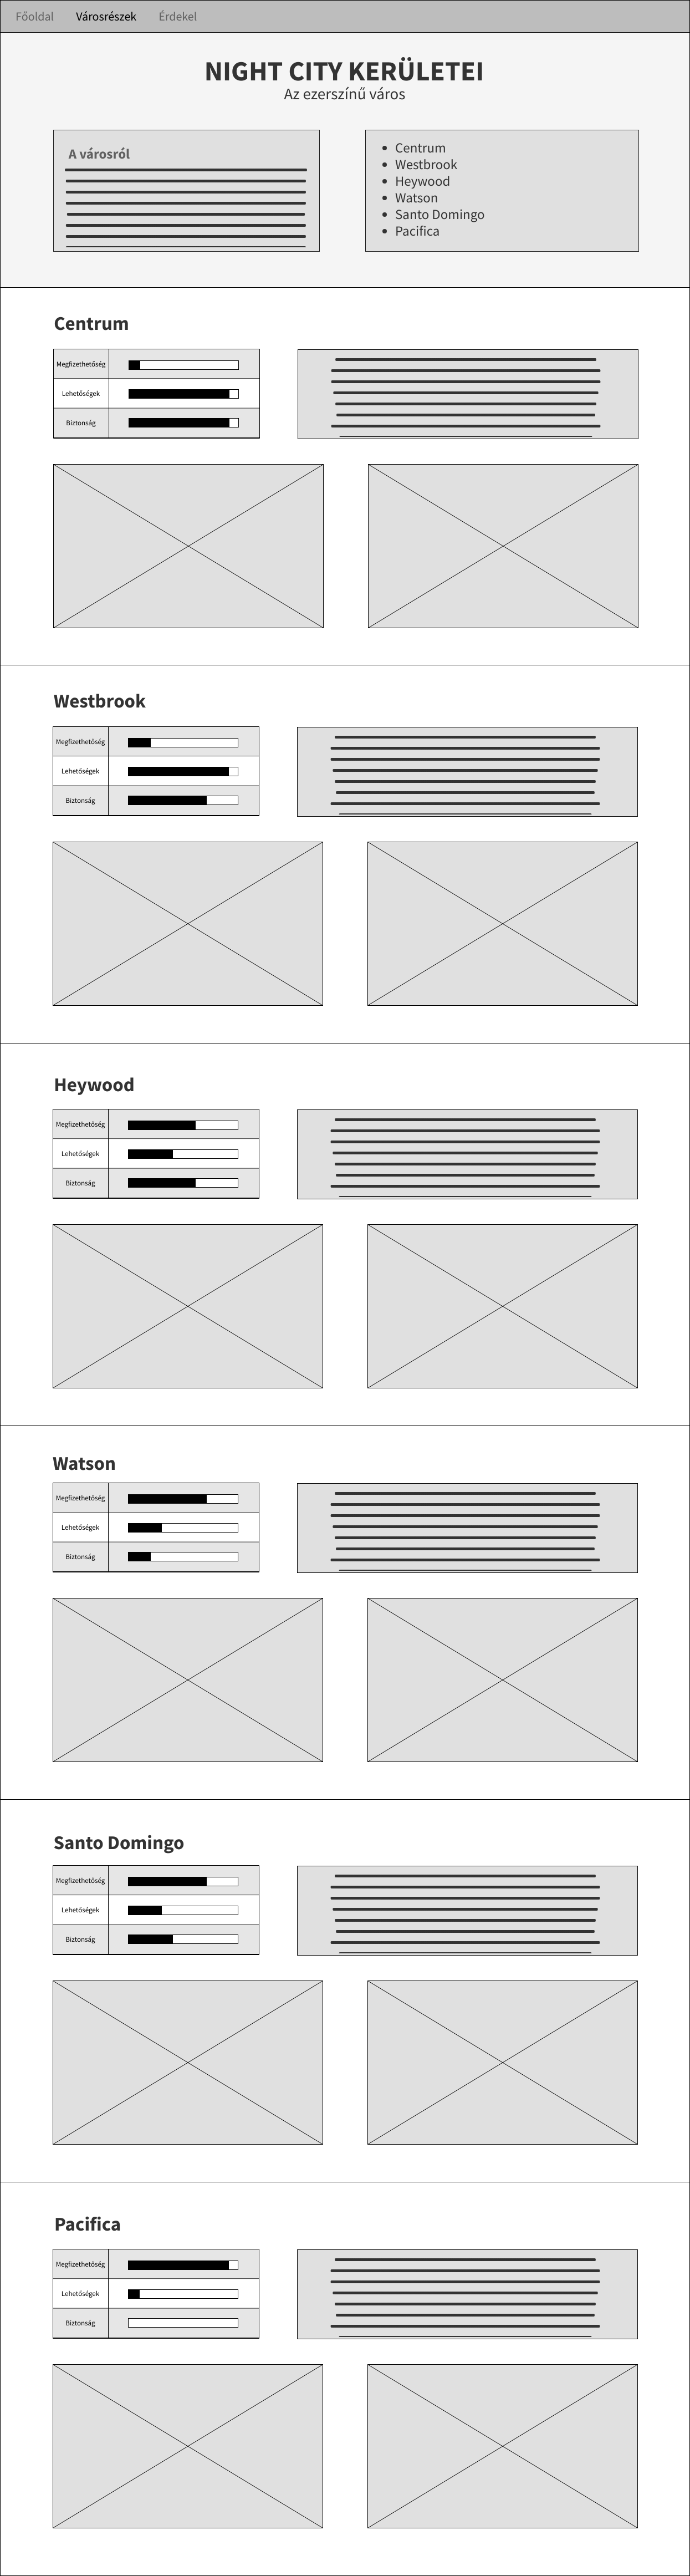 Főoldal Városrészek Érdekel
NIGHT CITY KERÜLETEI
Az ezerszínű város
A városról
Centrum
Westbrook
Heywood
Watson
Santo Domingo
Pacifica
Centrum
Megfizethetőség
Lehetőségek
Biztonság
Westbrook
Megfizethetőség
Lehetőségek
Biztonság
Heywood
Megfizethetőség
Lehetőségek
Biztonság
Watson
Megfizethetőség
Lehetőségek
Biztonság
Santo Domingo
Megfizethetőség
Lehetőségek
Biztonság
Pacifica
Megfizethetőség
Lehetőségek
Biztonság